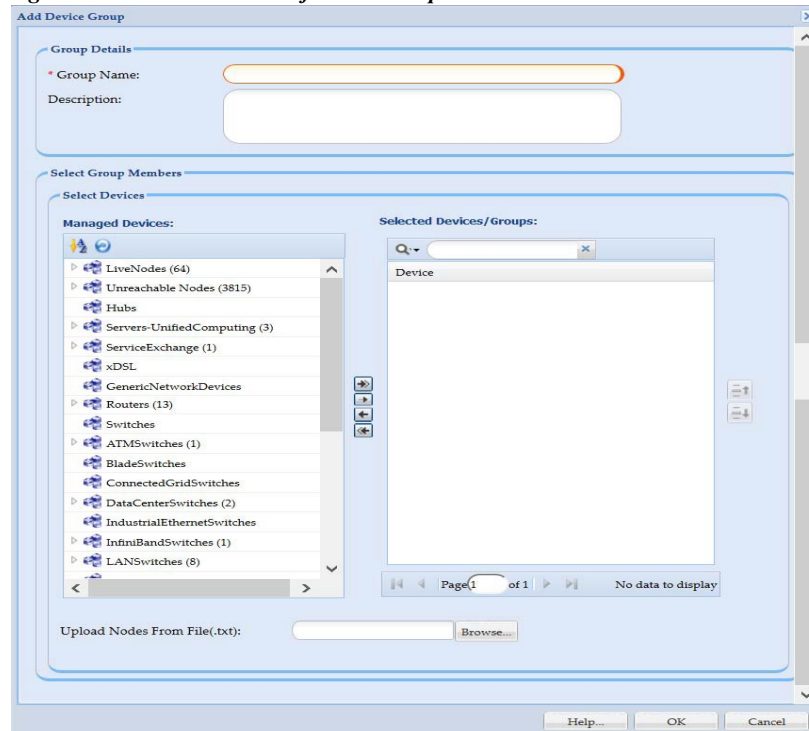 Add Device Group
Group Details
* Group Name:
Description:
Select Group Members
Select Devices
Managed Devices:
Selected Devices/Groups:
LiveNodes (64)
Unreachable Nodes (3815)
Hubs
Servers-UnifiedComputing (3)
ServiceExchange (1)
xDSL
GenericNetworkDevices
Routers (13)
Switches
ATMSwitches (1)
BladeSwitches
ConnectedGridSwitches
DataCenterSwitches (2)
IndustrialEthernetSwitches
InfiniBandSwitches (1)
LANSwitches (8)
Device
Page 1 of 1 No data to display
Upload Nodes From File(.txt):
Browse...
Help... OK Cancel